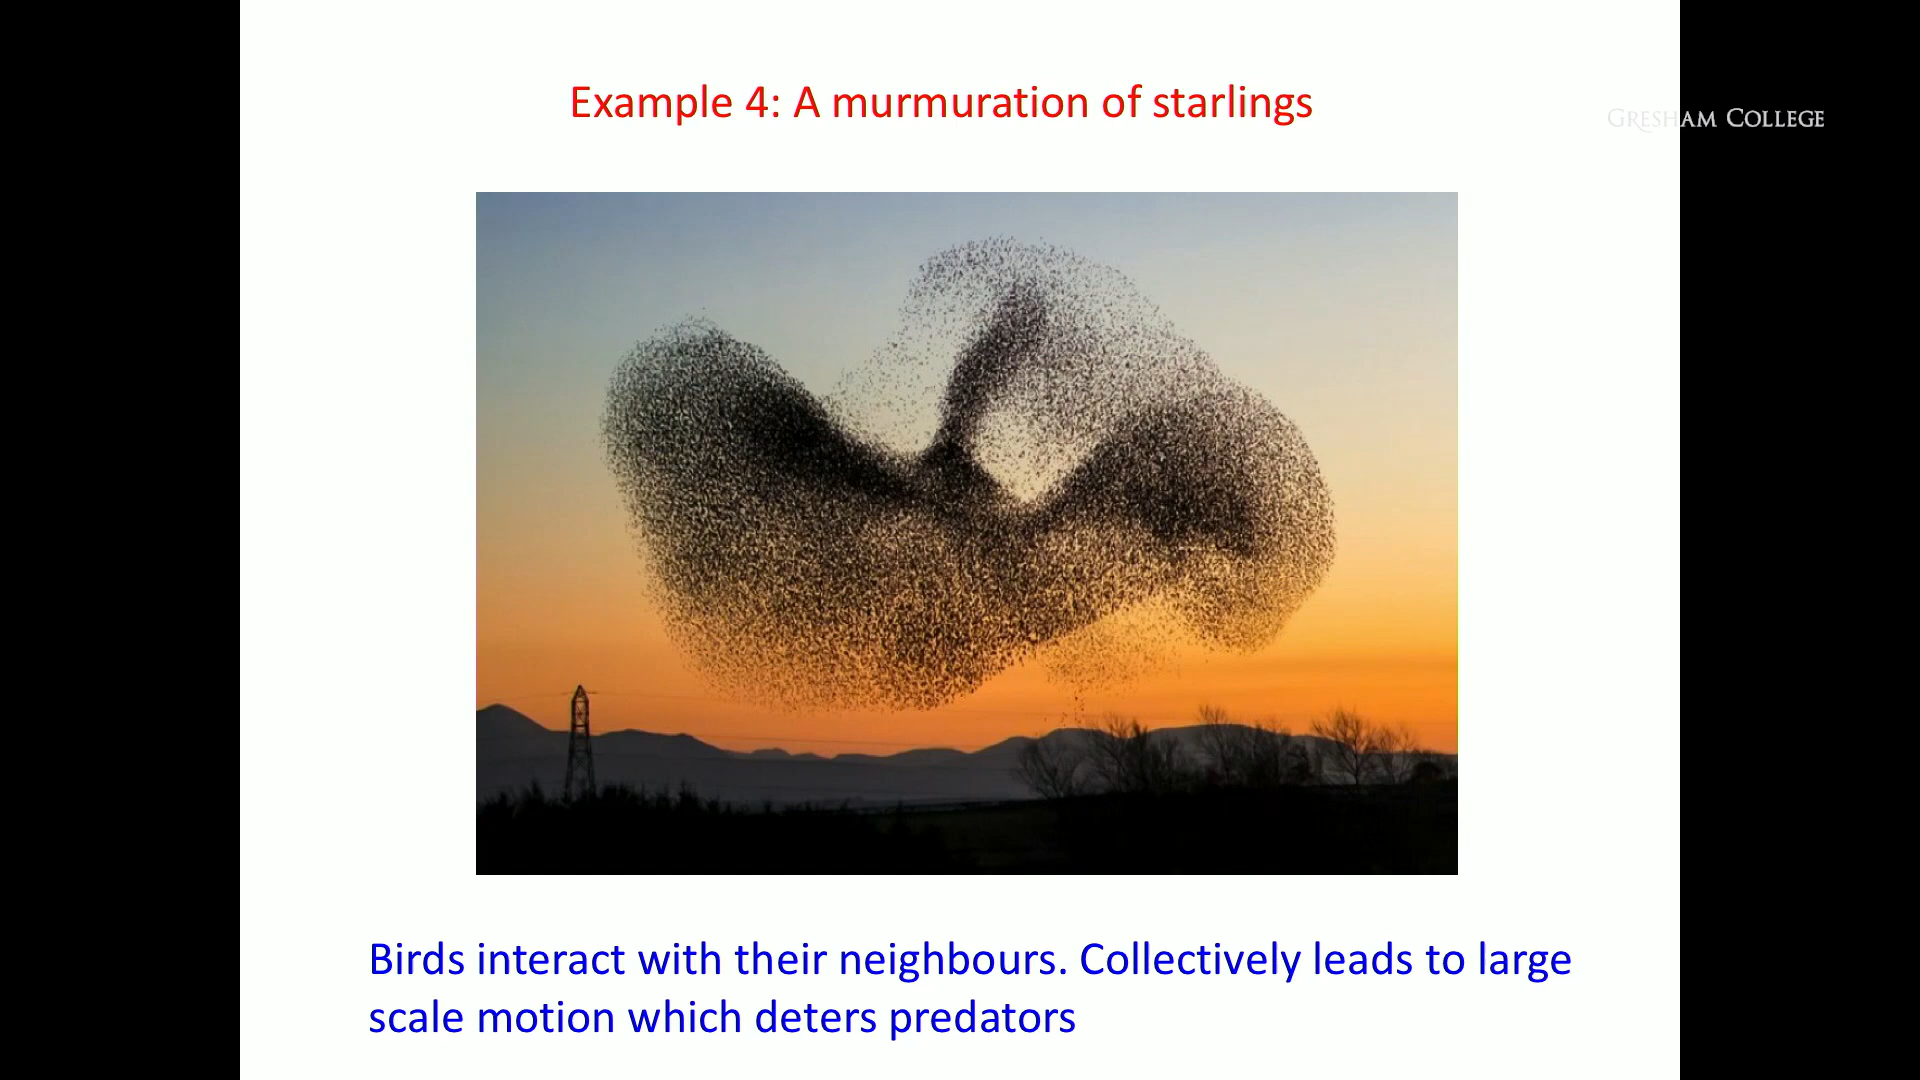 Example 4: A murmuration of starlings
GRESHAM COLLEGE
Birds interact with their neighbours. Collectively leads to large
scale motion which deters predators